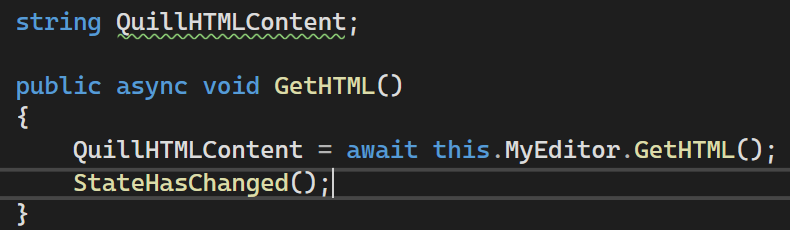 string QuillHTMLContent;
public async void GetHTML()
{
QuillHTMLContent = await this.MyEditor.GetHTML();
StateHasChanged();
}